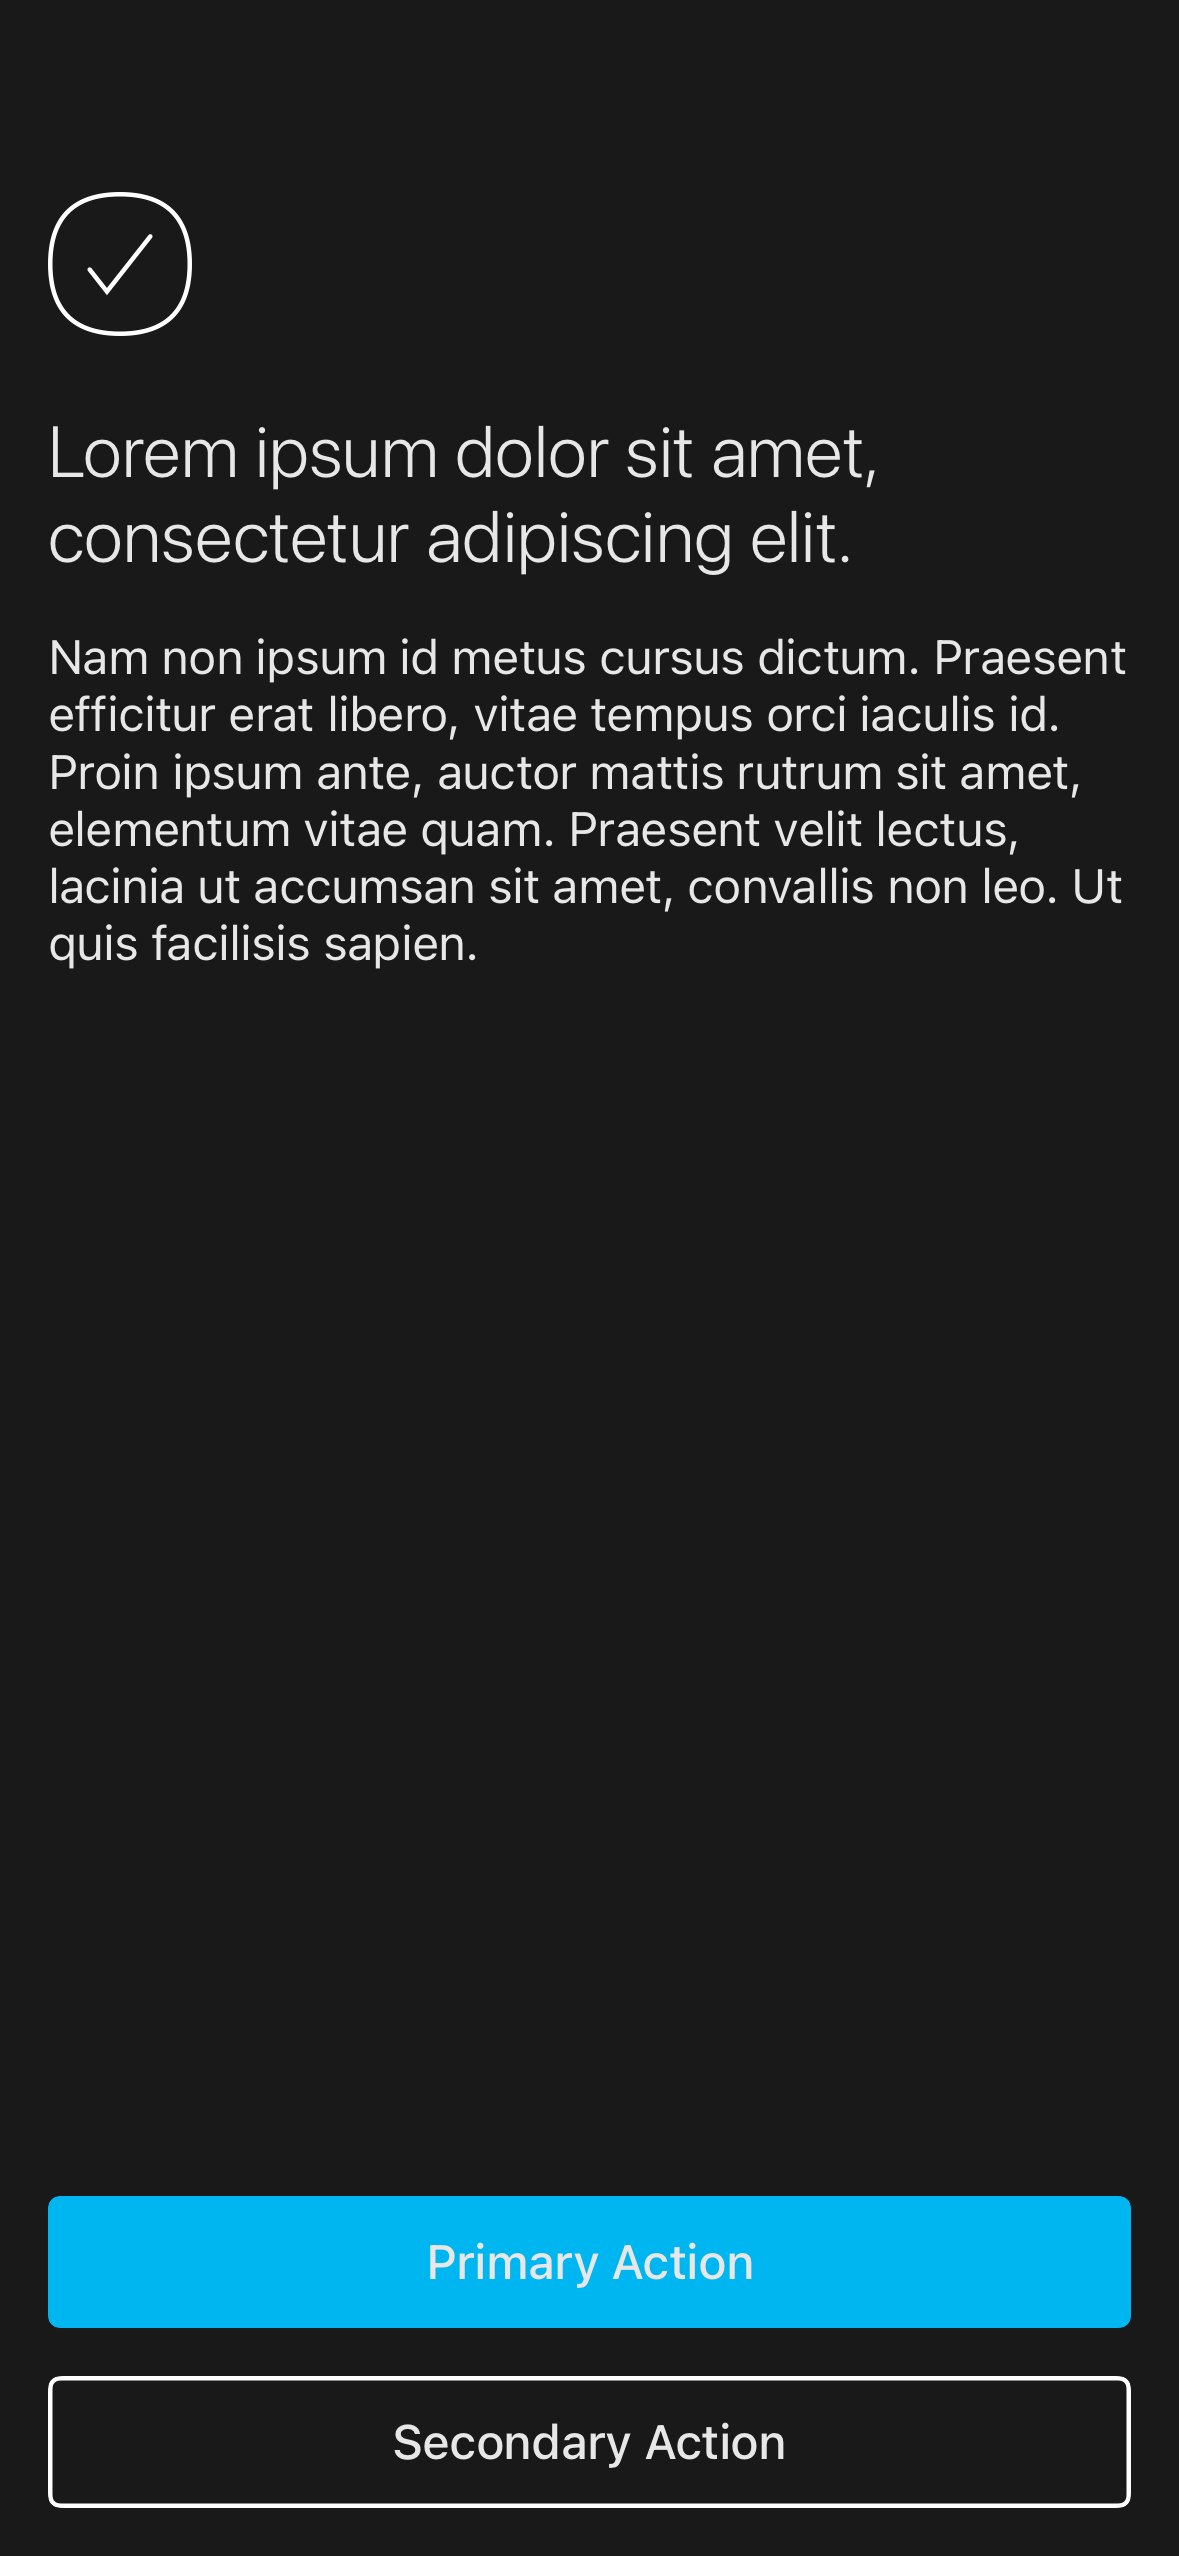 Lorem ipsum dolor sit amet,
consectetur adipiscing elit.
Nam non ipsum id metus cursus dictum. Praesent
efficitur erat libero, vitae tempus orci iaculis id.
Proin ipsum ante, auctor mattis rutrum sit amet,
elementum vitae quam. Praesent velit lectus,
lacinia ut accumsan sit amet, convallis non leo. Ut
quis facilisis sapien.
Primary Action
Secondary Action